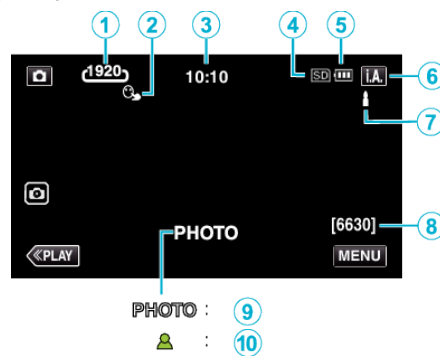 1 2 3 4 5
1920 10:10 SD i.A. 6
7
PHOTO [6630] 8
≪PLAY MENU
PHOTO : 9
: 10